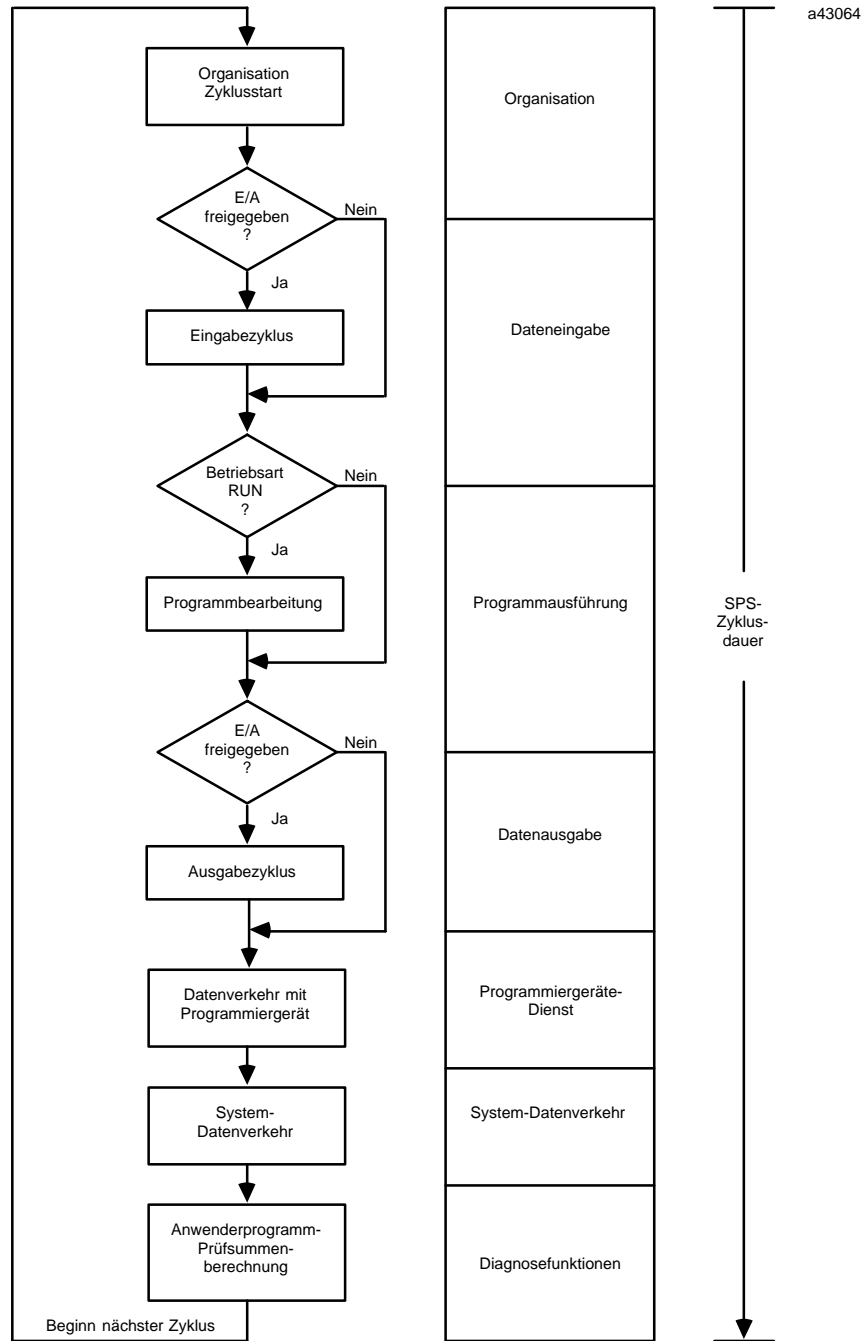 a43064
Organisation
Zyklusstart
E/A
freigegeben
?
Nein
Ja
Eingabezyklus
Betriebsart
RUN
?
Nein
Ja
Programmbearbeitung
E/A
freigegeben
?
Nein
Ja
Ausgabezyklus
Datenverkehr mit
Programmiergerät
System-
Datenverkehr
Anwenderprogramm-
Prüfsummen-
berechnung
Beginn nächster Zyklus
Organisation
Dateneingabe
Programmausführung
Datenausgabe
Programmiergeräte-
Dienst
System-Datenverkehr
Diagnosefunktionen
SPS-
Zyklus-
dauer